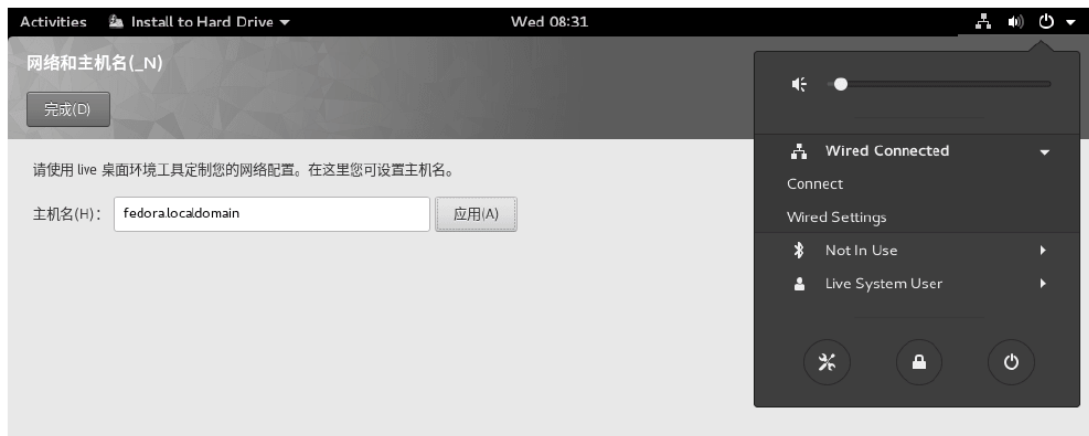 Activities Install to Hard Drive Wed 08:31
网络和主机名(_N)
完成(D)
请使用 live 桌面环境工具定制您的网络配置。在这里您可设置主机名。
主机名(H)： fedora.localdomain 应用(A)
Wired Connected
Connect
Wired Settings
Not In Use
Live System User